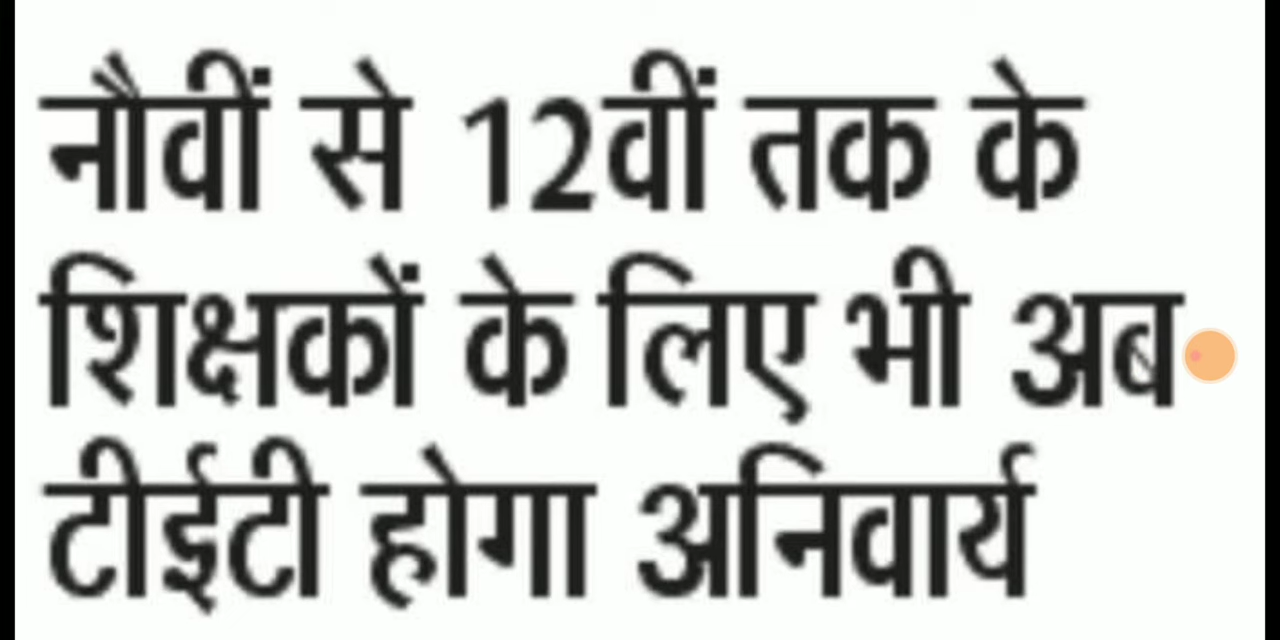 नौवीं से 12वीं तक के
शिक्षकों के लिए भी अब
टीईटी होगा अनिवार्य